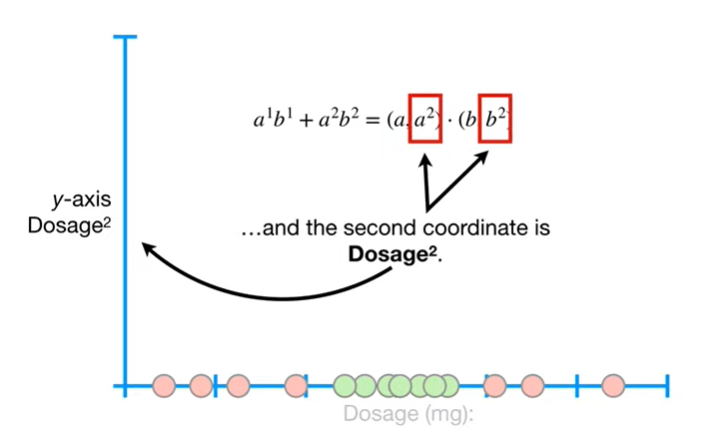 a¹b¹ + a²b² = (a, a²) · (b, b²)
y-axis
Dosage²
...and the second coordinate is
Dosage².
Dosage (mg):